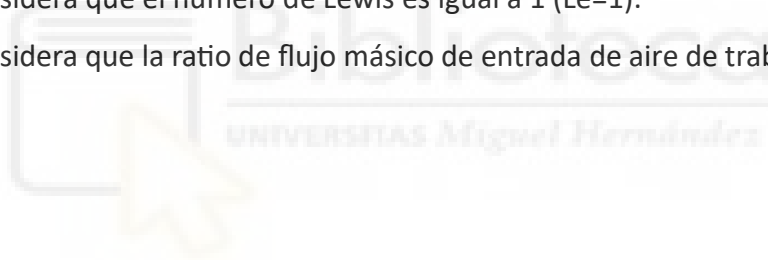 sidera que el número de Lewis es igual a 1 (Le=1).
sidera que la ratio de flujo másico de entrada de aire de trab
Biblioteca
UNIVERSITAS Miguel Hernández